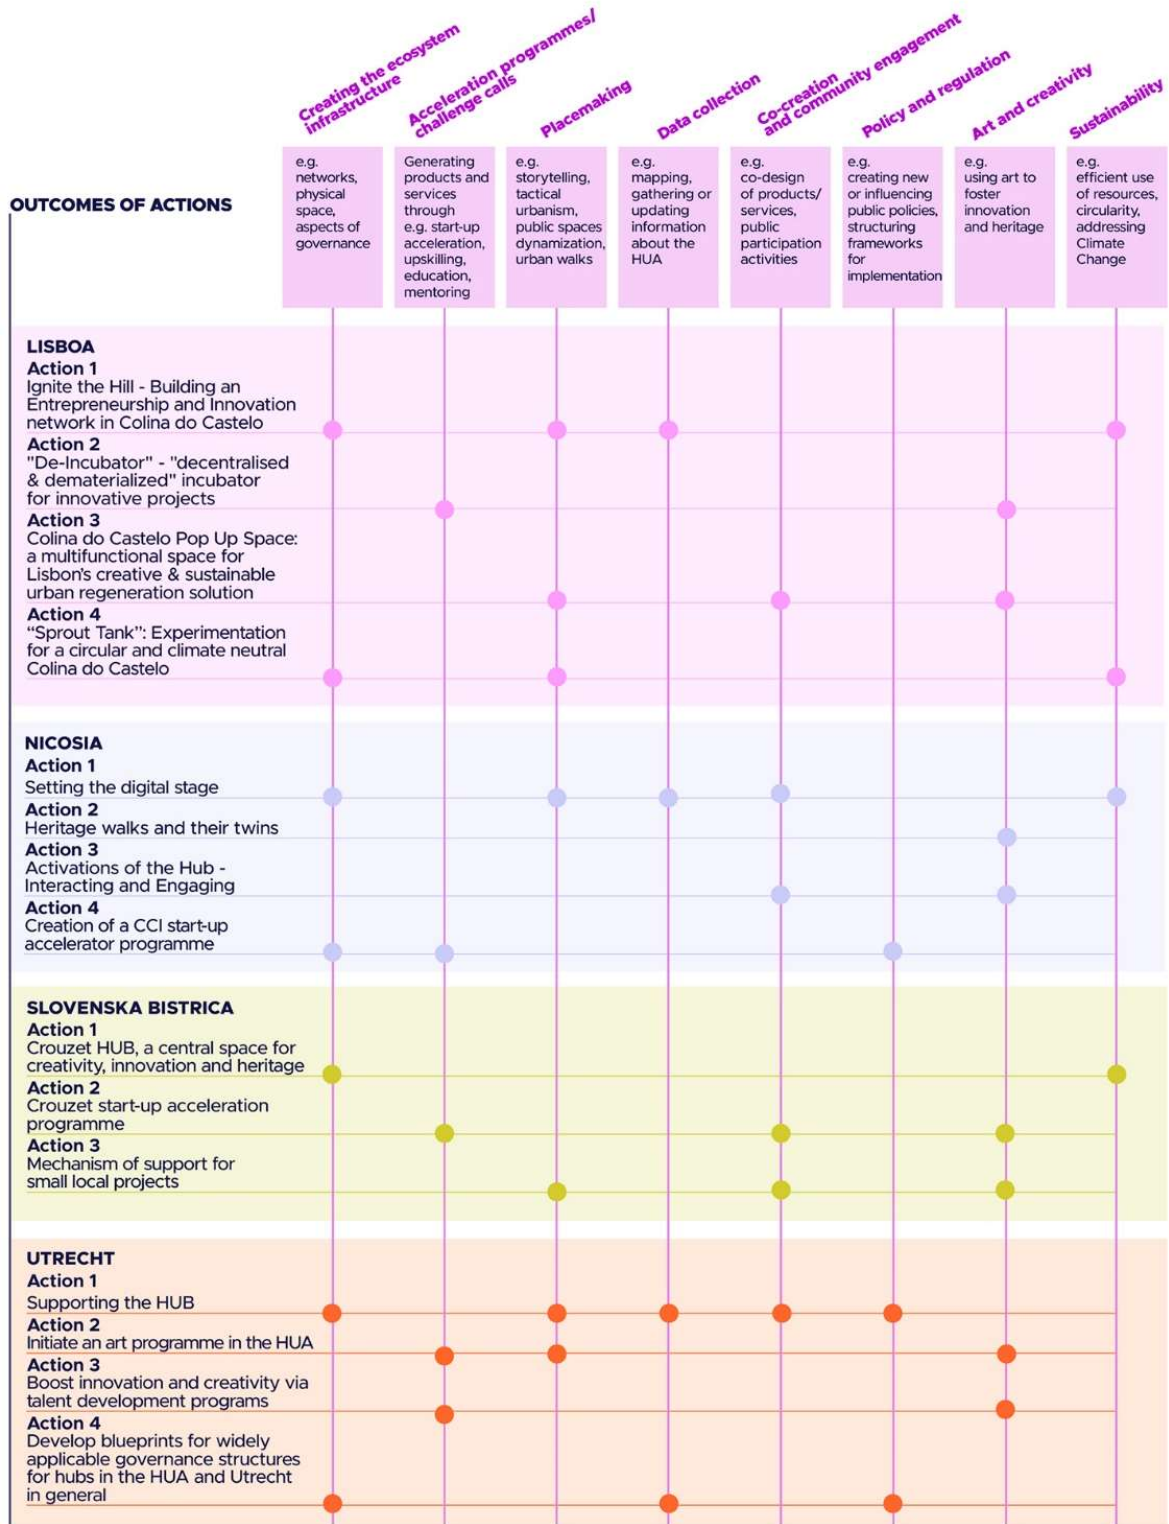 Creating the ecosystem
infrastructure
Acceleration programmes/
challenge calls
Placemaking
Data collection
Co-creation
and community engagement
Policy and regulation
Art and creativity
Sustainability
OUTCOMES OF ACTIONS
e.g.
networks,
physical
space,
aspects of
governance
Generating
products and
services
through
e.g. start-up
acceleration,
upskilling,
education,
mentoring
e.g.
storytelling,
tactical
urbanism,
public spaces
dynamization,
urban walks
e.g.
mapping,
gathering or
updating
information
about the
HUA
e.g.
co-design
of products/
services,
public
participation
activities
e.g.
creating new
or influencing
public policies,
structuring
frameworks
for
implementation
e.g.
using art to
foster
innovation
and heritage
e.g.
efficient use
of resources,
circularity,
addressing
Climate
Change
LISBOA
Action 1
Ignite the Hill - Building an
Entrepreneurship and Innovation
network in Colina do Castelo
Action 2
"De-Incubator" - "decentralised
& dematerialized" incubator
for innovative projects
Action 3
Colina do Castelo Pop Up Space:
a multifunctional space for
Lisbon's creative & sustainable
urban regeneration solution
Action 4
“Sprout Tank”: Experimentation
for a circular and climate neutral
Colina do Castelo
NICOSIA
Action 1
Setting the digital stage
Action 2
Heritage walks and their twins
Action 3
Activations of the Hub -
Interacting and Engaging
Action 4
Creation of a CCI start-up
accelerator programme
SLOVENSKA BISTRICA
Action 1
Crouzet HUB, a central space for
creativity, innovation and heritage
Action 2
Crouzet start-up acceleration
programme
Action 3
Mechanism of support for
small local projects
UTRECHT
Action 1
Supporting the HUB
Action 2
Initiate an art programme in the HUA
Action 3
Boost innovation and creativity via
talent development programs
Action 4
Develop blueprints for widely
applicable governance structures
for hubs in the HUA and Utrecht
in general